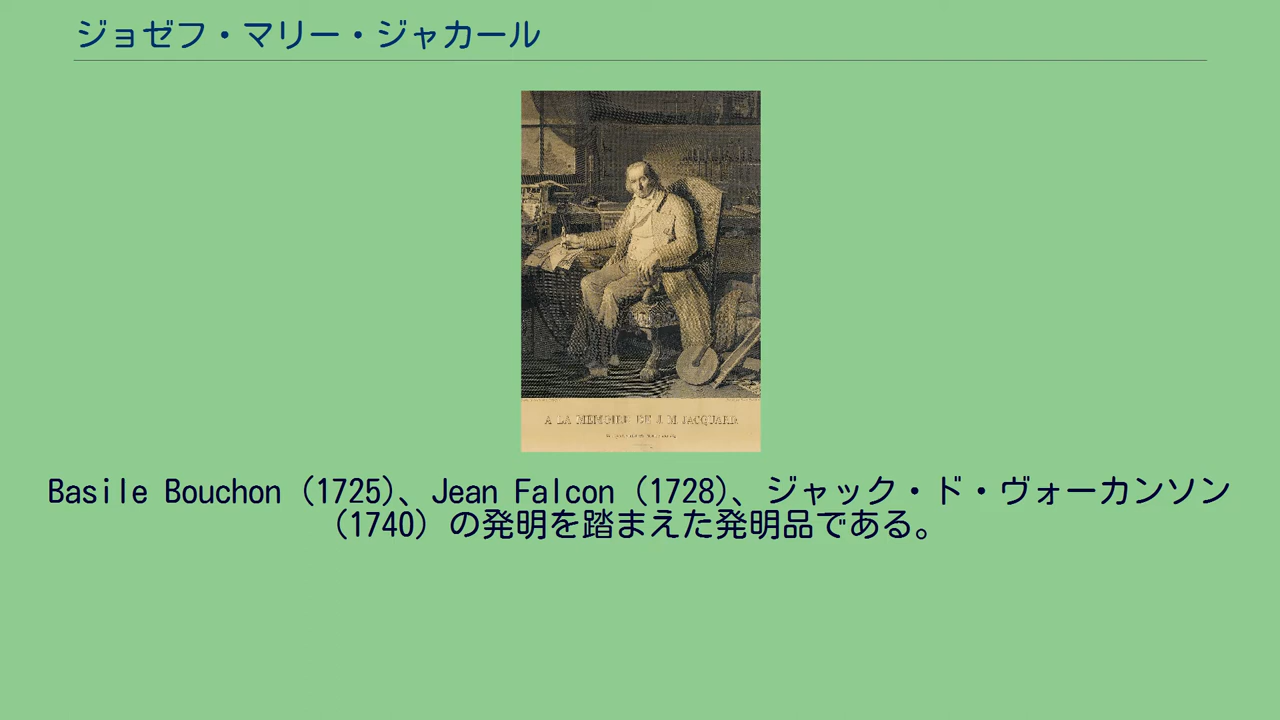 ジョゼフ・マリー・ジャカール
A LA MEMOIRE DE J. M. JACQUARD
Basile Bouchon (1725)、Jean Falcon (1728)、ジャック・ド・ヴォーカンソン
(1740) の発明を踏まえた発明品である。